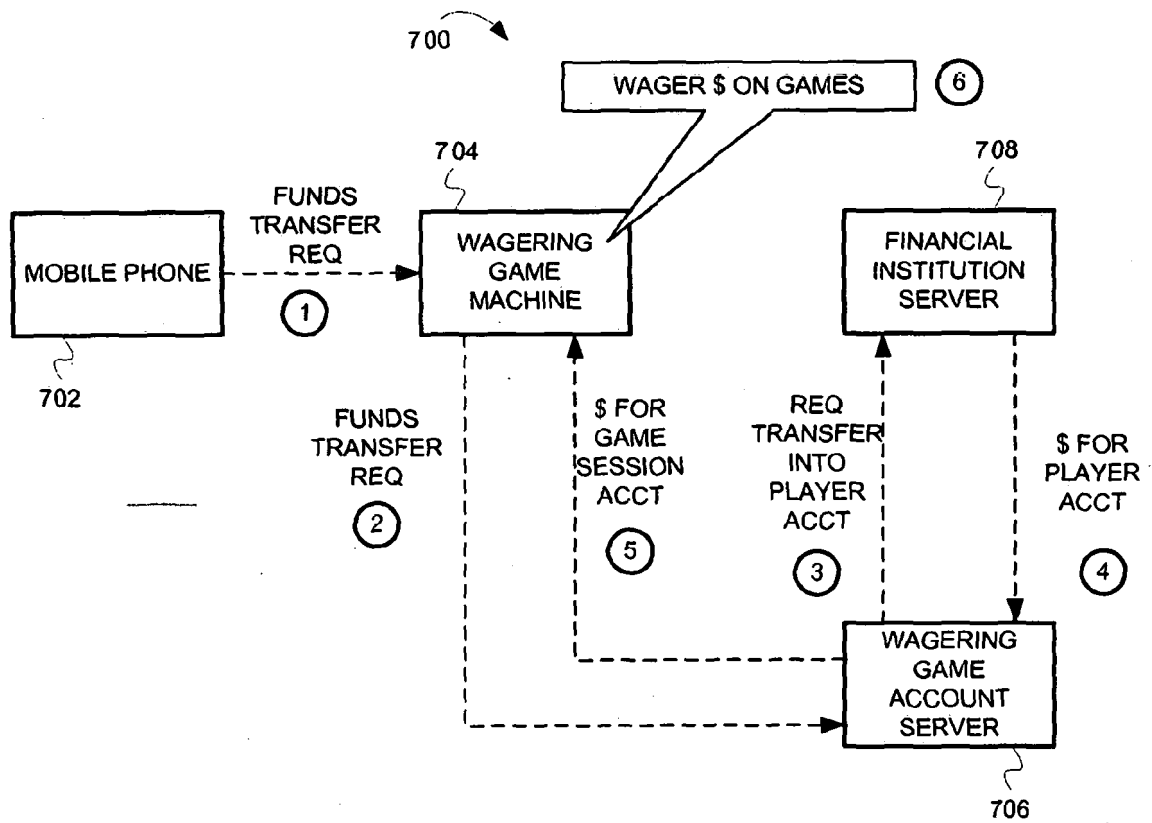 700
WAGER $ ON GAMES
6
704
708
FUNDS
TRANSFER
REQ
1
MOBILE PHONE
702
WAGERING
GAME
MACHINE
FINANCIAL
INSTITUTION
SERVER
FUNDS
TRANSFER
REQ
2
$ FOR
GAME
SESSION
ACCT
5
REQ
TRANSFER
INTO
PLAYER
ACCT
3
$ FOR
PLAYER
ACCT
4
WAGERING
GAME
ACCOUNT
SERVER
706